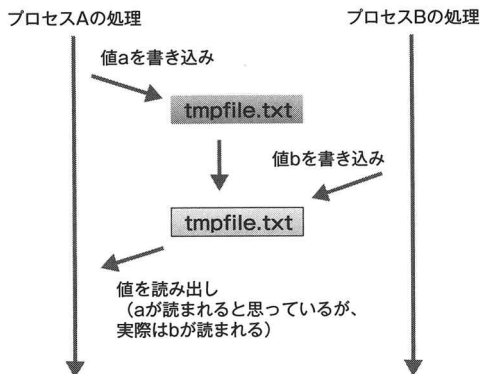 プロセスAの処理
プロセスBの処理
値aを書き込み
tmpfile.txt
値bを書き込み
tmpfile.txt
値を読み出し
（aが読まれると思っているが、
実際はbが読まれる）